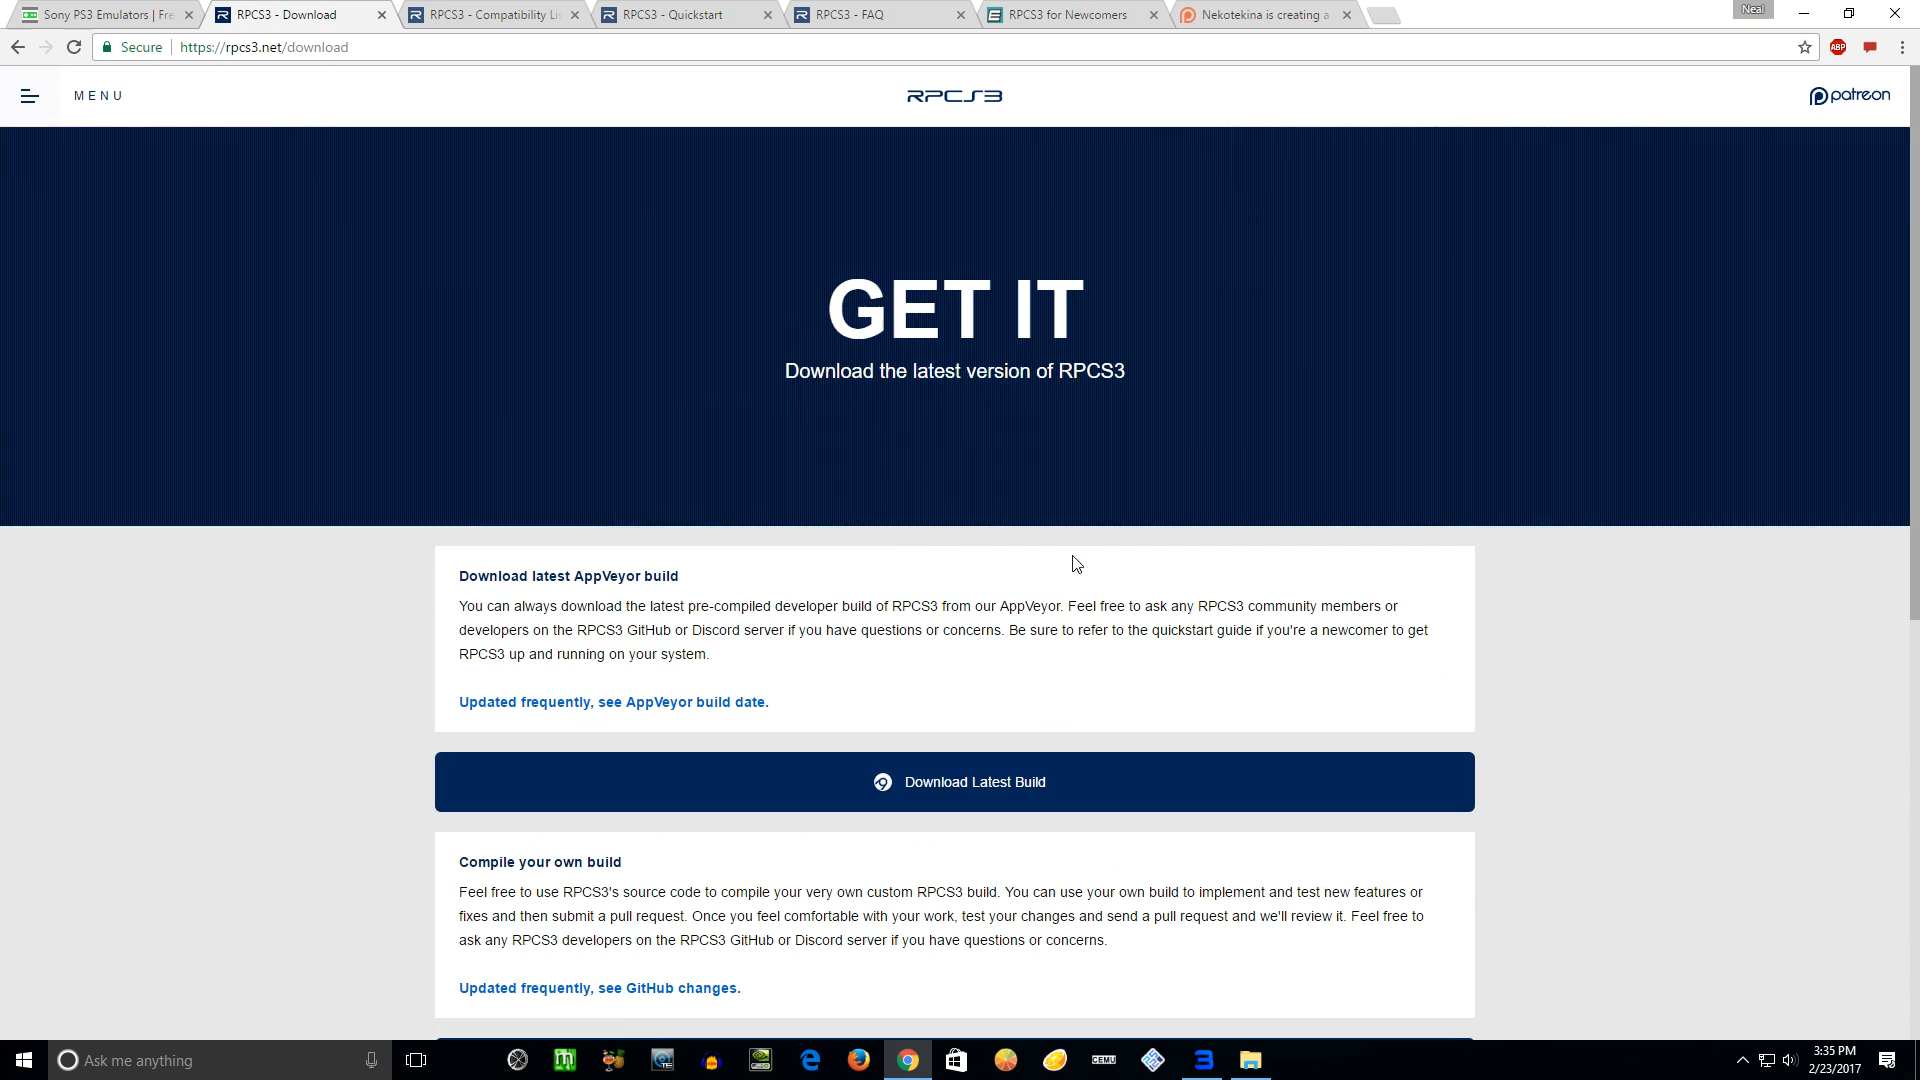 Sony PS3 Emulators | Fre
RPCS3 - Download
RPCS3 - Compatibility Lis
RPCS3 - Quickstart
RPCS3 - FAQ
RPCS3 for Newcomers
Nekotekina is creating a
Neal
Secure
https://rpcs3.net/download
ABP
MENU
RPCS3
patreon
GET IT
Download the latest version of RPCS3
Download latest AppVeyor build
You can always download the latest pre-compiled developer build of RPCS3 from our AppVeyor. Feel free to ask any RPCS3 community members or
developers on the RPCS3 GitHub or Discord server if you have questions or concerns. Be sure to refer to the quickstart guide if you're a newcomer to get
RPCS3 up and running on your system.
Updated frequently, see AppVeyor build date.
Download Latest Build
Compile your own build
Feel free to use RPCS3's source code to compile your very own custom RPCS3 build. You can use your own build to implement and test new features or
fixes and then submit a pull request. Once you feel comfortable with your work, test your changes and send a pull request and we'll review it. Feel free to
ask any RPCS3 developers on the RPCS3 GitHub or Discord server if you have questions or concerns.
Updated frequently, see GitHub changes.
Ask me anything
CEMU
3:35 PM
2/23/2017